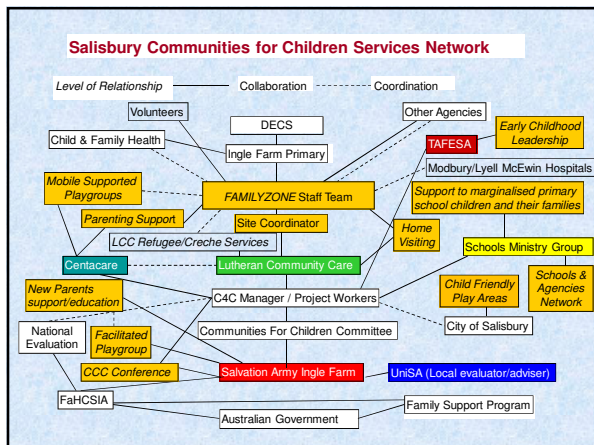 Salisbury Communities for Children Services Network
Level of Relationship
Collaboration
Coordination
Volunteers
DECS
Other Agencies
Early Childhood
Leadership
Child & Family Health
TAFESA
Ingle Farm Primary
Modbury/Lyell McEwin Hospitals
Mobile Supported
Playgroups
FAMILYZONE Staff Team
Support to marginalised primary
school children and their families
Parenting Support
Site Coordinator
Home
Visiting
LCC Refugee/Creche Services
Schools Ministry Group
Centacare
Lutheran Community Care
New Parents
support/education
C4C Manager / Project Workers
Child Friendly
Play Areas
Schools &
Agencies
Network
National
Evaluation
Facilitated
Playgroup
Communities For Children Committee
City of Salisbury
CCC Conference
Salvation Army Ingle Farm
UniSA (Local evaluator/adviser)
FaHCSIA
Family Support Program
Australian Government